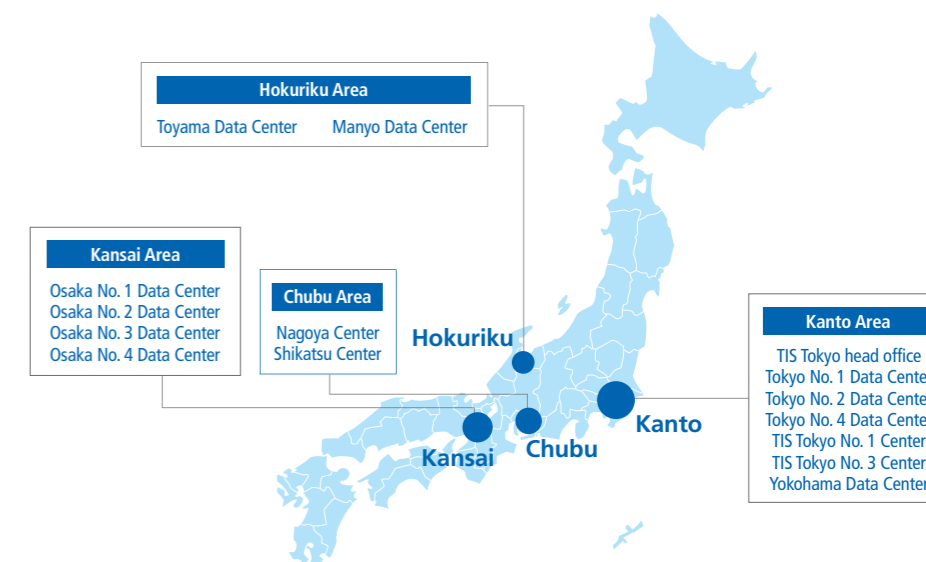 Hokuriku Area
Toyama Data Center Manyo Data Center
Kansai Area
Osaka No. 1 Data Center
Osaka No. 2 Data Center
Osaka No. 3 Data Center
Osaka No. 4 Data Center
Chubu Area
Nagoya Center
Shikatsu Center
Kanto Area
TIS Tokyo head office
Tokyo No. 1 Data Center
Tokyo No. 2 Data Center
Tokyo No. 4 Data Center
TIS Tokyo No. 1 Center
TIS Tokyo No. 3 Center
Yokohama Data Center
Hokuriku
Kanto
Chubu
Kansai